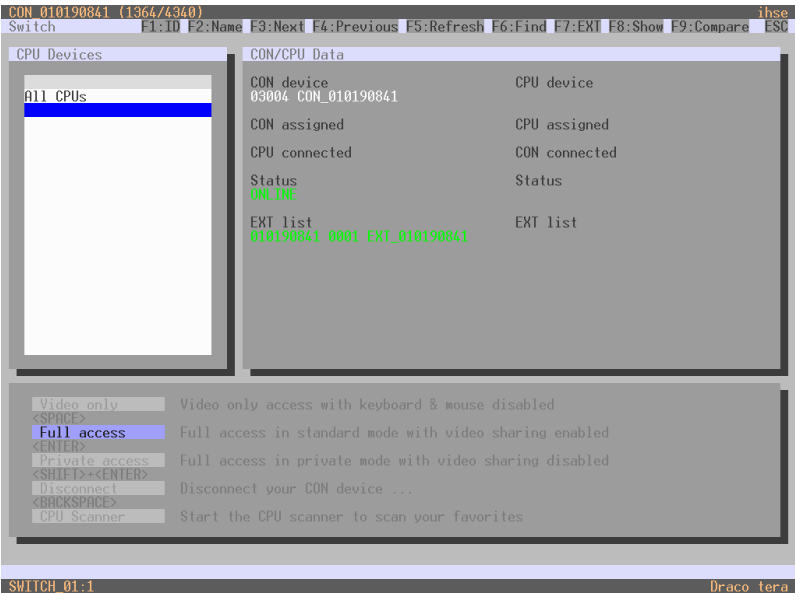 CON_010190841 (1364/4340) ihse
Switch F1:ID F2:Name F3:Next F4:Previous F5:Refresh F6:Find F7:EXT F8:Show F9:Compare ESC
CPU Devices
All CPUs
CON/CPU Data
CON device CPU device
03004 CON_010190841
CON assigned CPU assigned
CPU connected CON connected
Status Status
ONLINE
EXT list EXT list
010190841 0001 EXT_010190841
Video only Video only access with keyboard & mouse disabled
<SPACE>
Full access Full access in standard mode with video sharing enabled
<ENTER>
Private access Full access in private mode with video sharing disabled
<SHIFT>+<ENTER>
Disconnect Disconnect your CON device ...
<BACKSPACE>
CPU Scanner Start the CPU scanner to scan your favorites
SWITCH_01:1 Draco tera